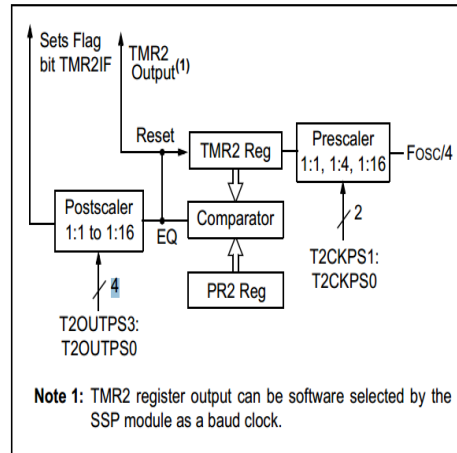 Sets Flag
bit TMR2IF
TMR2
Output(1)
Reset
TMR2 Reg
Prescaler
1:1, 1:4, 1:16
FOSC/4
Postscaler
1:1 to 1:16
EQ
Comparator
2
T2CKPS1:
T2CKPS0
PR2 Reg
4
T2OUTPS3:
T2OUTPS0
Note 1: TMR2 register output can be software selected by the
SSP module as a baud clock.